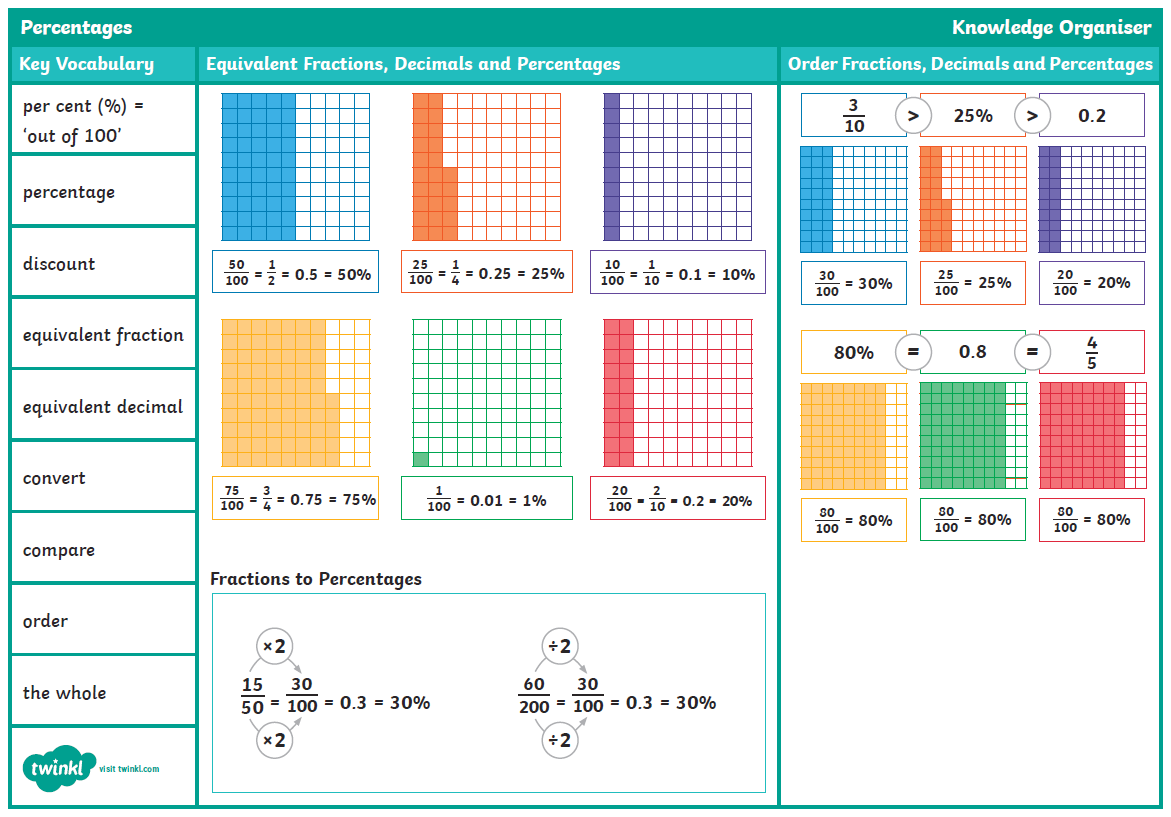 Percentages
Knowledge Organiser
Key Vocabulary
per cent (%) =
‘out of 100’
percentage
discount
equivalent fraction
equivalent decimal
convert
compare
order
the whole
twinkl
visit twinkl.com
Equivalent Fractions, Decimals and Percentages
50/100 = 1/2 = 0.5 = 50%
25/100 = 1/4 = 0.25 = 25%
10/100 = 1/10 = 0.1 = 10%
75/100 = 3/4 = 0.75 = 75%
1/100 = 0.01 = 1%
20/100 = 2/10 = 0.2 = 20%
Fractions to Percentages
×2
15/50 = 30/100 = 0.3 = 30%
×2
÷2
60/200 = 30/100 = 0.3 = 30%
÷2
Order Fractions, Decimals and Percentages
3/10 > 25% > 0.2
30/100 = 30%
25/100 = 25%
20/100 = 20%
80% = 0.8 = 4/5
80/100 = 80%
80/100 = 80%
80/100 = 80%